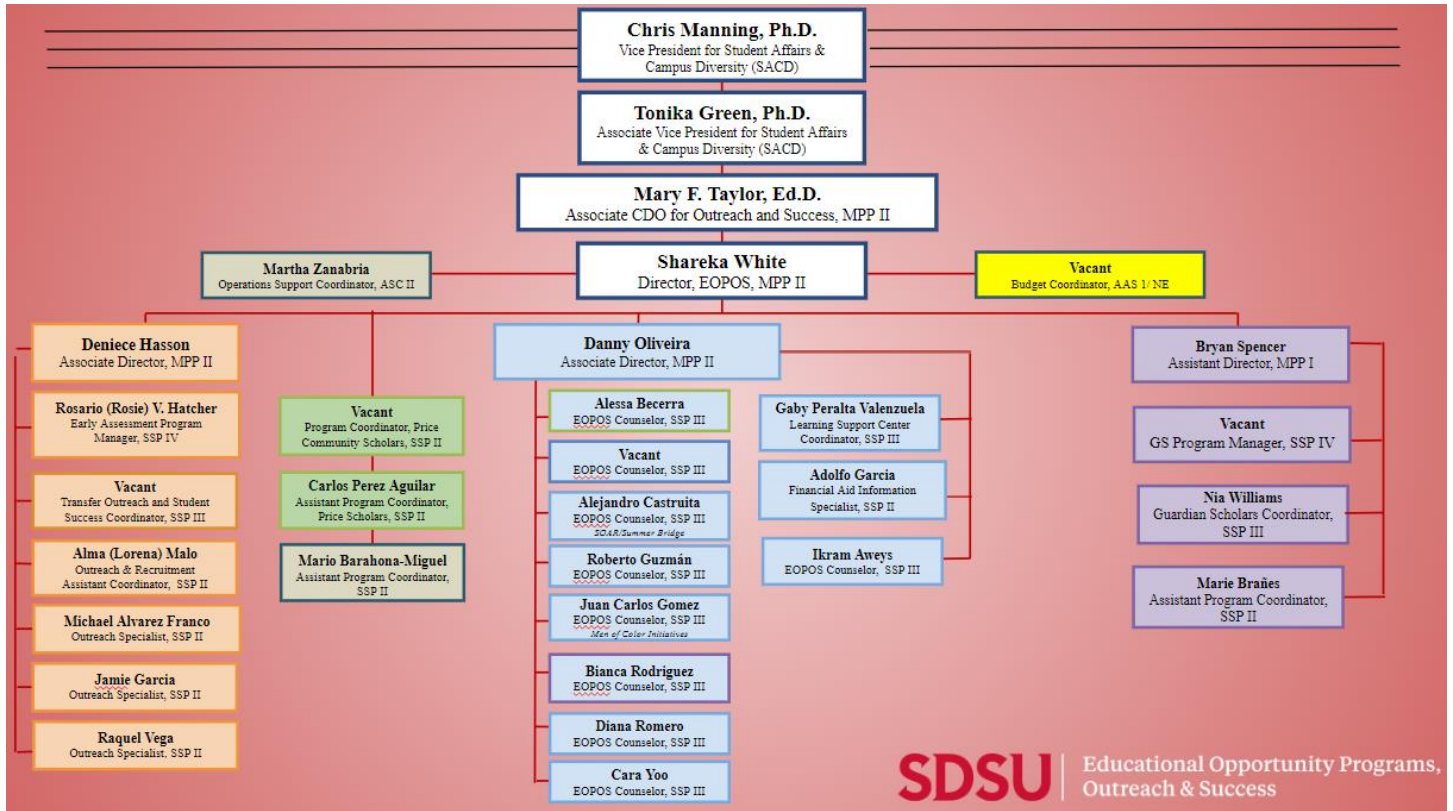 Chris Manning, Ph.D.
Vice President for Student Affairs &
Campus Diversity (SACD)
Tonika Green, Ph.D.
Associate Vice President for Student Affairs
& Campus Diversity (SACD)
Mary F. Taylor, Ed.D.
Associate CDO for Outreach and Success, MPP II
Martha Zanabria
Operations Support Coordinator, ASC II
Shareka White
Director, EOPOS, MPP II
Vacant
Budget Coordinator, AAS 1/ NE
Deniece Hasson
Associate Director, MPP II
Rosario (Rosie) V. Hatcher
Early Assessment Program
Manager, SSP IV
Vacant
Transfer Outreach and Student
Success Coordinator, SSP III
Alma (Lorena) Malo
Outreach & Recruitment
Assistant Coordinator, SSP II
Michael Alvarez Franco
Outreach Specialist, SSP II
Jamie Garcia
Outreach Specialist, SSP II
Raquel Vega
Outreach Specialist, SSP II
Vacant
Program Coordinator, Price
Community Scholars, SSP II
Carlos Perez Aguilar
Assistant Program Coordinator,
Price Scholars, SSP II
Mario Barahona-Miguel
Assistant Program Coordinator,
SSP II
Danny Oliveira
Associate Director, MPP II
Alessa Becerra
EOPOS Counselor, SSP III
Vacant
EOPOS Counselor, SSP III
Alejandro Castruita
EOPOS Counselor, SSP III
SOAR/Summer Bridge
Roberto Guzmán
EOPOS Counselor, SSP III
Juan Carlos Gomez
EOPOS Counselor, SSP III
Men of Color Initiatives
Bianca Rodriguez
EOPOS Counselor, SSP III
Diana Romero
EOPOS Counselor, SSP III
Cara Yoo
EOPOS Counselor, SSP III
Gaby Peralta Valenzuela
Learning Support Center
Coordinator, SSP III
Adolfo Garcia
Financial Aid Information
Specialist, SSP II
Ikram Aweys
EOPOS Counselor, SSP III
Bryan Spencer
Assistant Director, MPP I
Vacant
GS Program Manager, SSP IV
Nia Williams
Guardian Scholars Coordinator,
SSP III
Marie Brañes
Assistant Program Coordinator,
SSP II
SDSU
Educational Opportunity Programs,
Outreach & Success